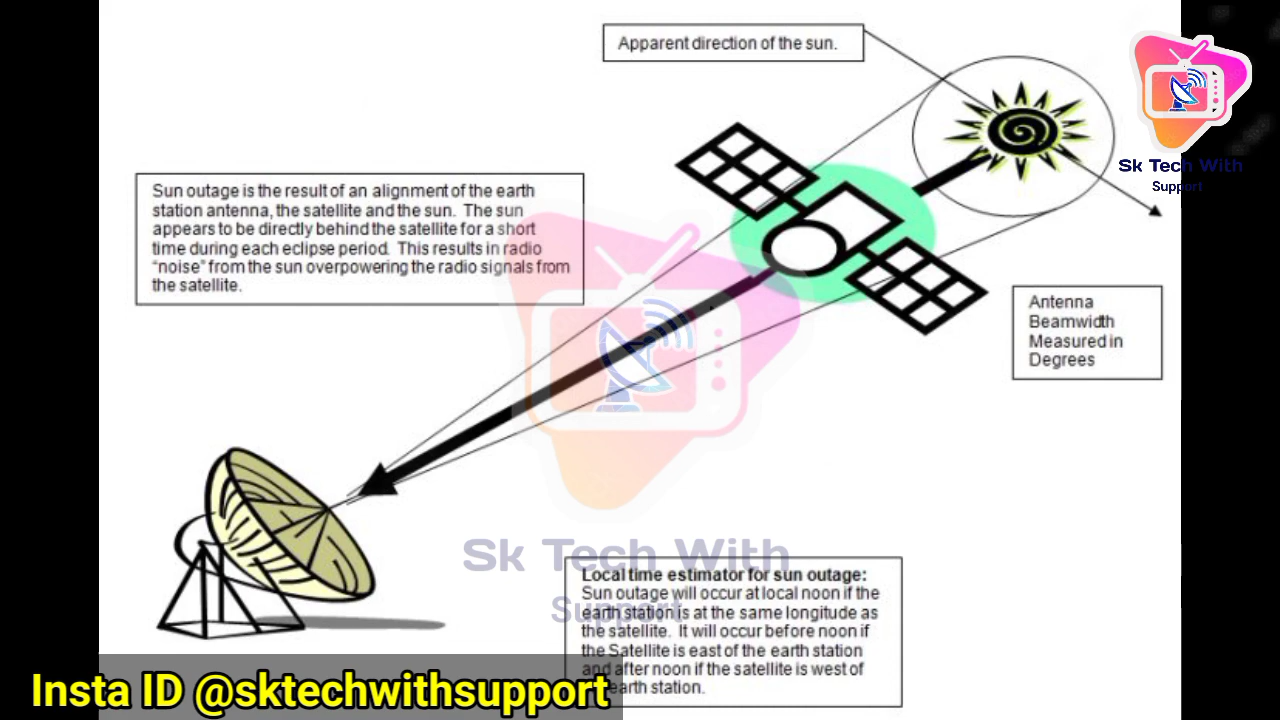 Apparent direction of the sun.
Sk Tech With
Support
Sun outage is the result of an alignment of the earth
station antenna, the satellite and the sun. The sun
appears to be directly behind the satellite for a short
time during each eclipse period. This results in radio
“noise” from the sun overpowering the radio signals from
the satellite.
Antenna
Beamwidth
Measured in
Degrees
Sk Tech With
Support
Local time estimator for sun outage:
Sun outage will occur at local noon if the
earth station is at the same longitude as
the satellite. It will occur before noon if
the Satellite is east of the earth station
and after noon if the satellite is west of
earth station.
Insta ID @sktechwithsupport